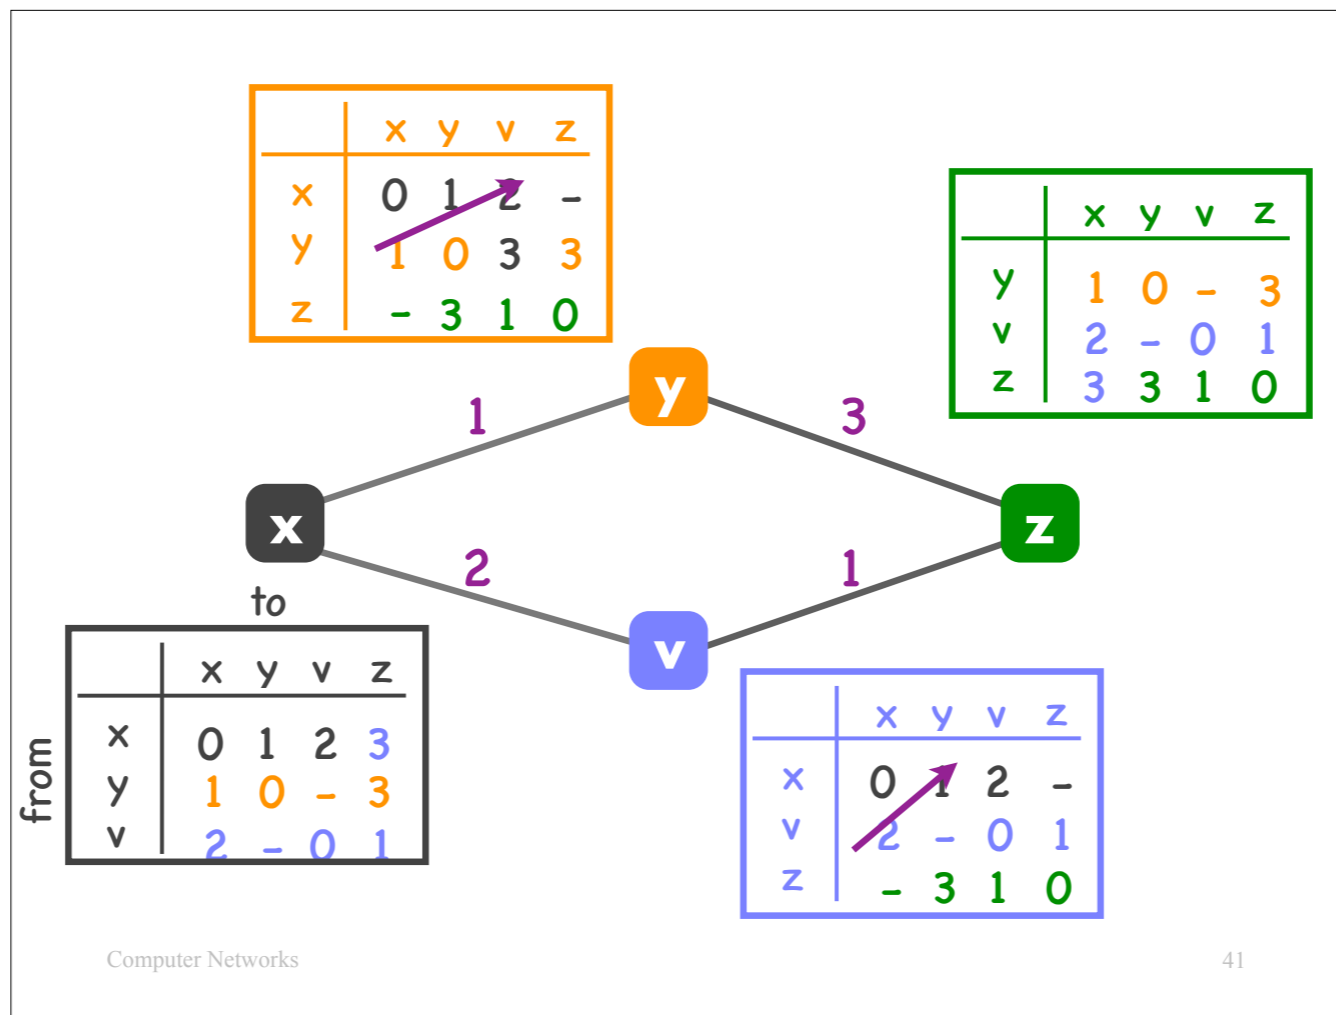 x y v z
x 0 1 2 -
y 1 0 3 3
z - 3 1 0
x y v z
y 1 0 - 3
v 2 - 0 1
z 3 3 1 0
y
1
3
x
z
2
1
v
to
from
x y v z
x 0 1 2 3
y 1 0 - 3
v 2 - 0 1
x y v z
x 0 1 2 -
v 2 - 0 1
z - 3 1 0
Computer Networks
41